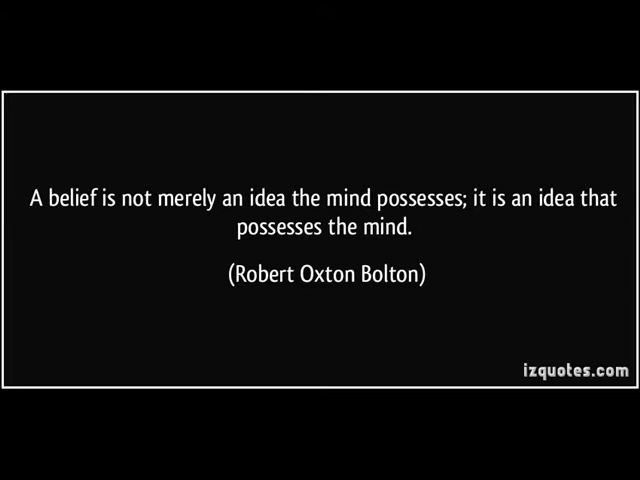 A belief is not merely an idea the mind possesses; it is an idea that
possesses the mind.
(Robert Oxton Bolton)
izquotes.com